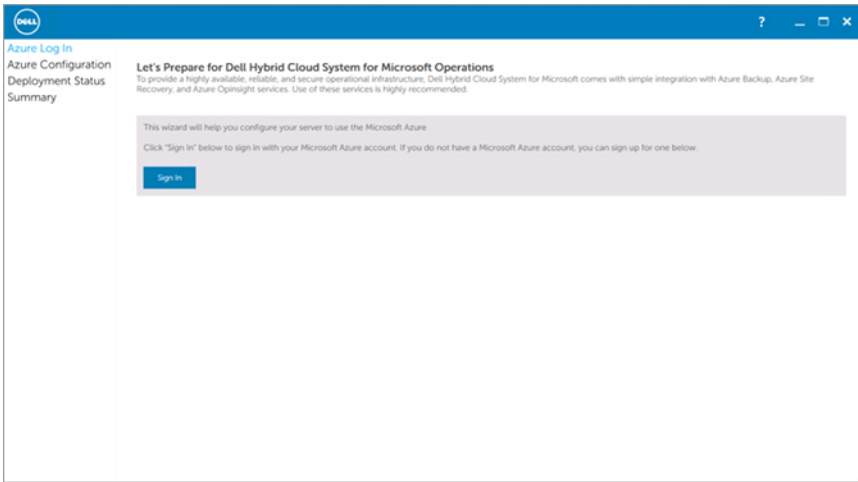 DELL
?
Azure Log In
Azure Configuration
Deployment Status
Summary
Let's Prepare for Dell Hybrid Cloud System for Microsoft Operations
To provide a highly available, reliable, and secure operational infrastructure, Dell Hybrid Cloud System for Microsoft comes with simple integration with Azure Backup, Azure Site
Recovery, and Azure Opinsight services. Use of these services is highly recommended.
This wizard will help you configure your server to use the Microsoft Azure
Click "Sign In" below to sign in with your Microsoft Azure account. If you do not have a Microsoft Azure account, you can sign up for one below.
Sign In